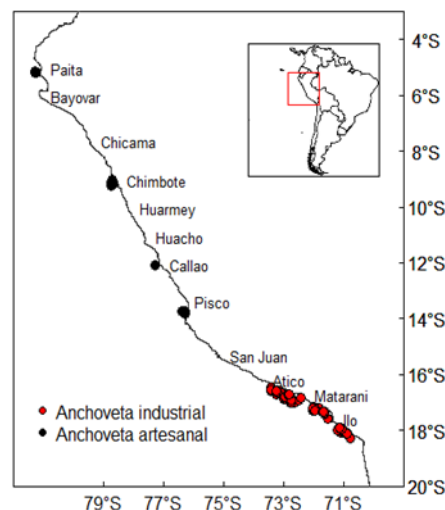 4°S
Paita
6°S
Bayovar
Chicama
8°S
Chimbote
Huarmey
10°S
Huacho
Callao
12°S
Pisco
14°S
San Juan
16°S
Atico
Matarani
Anchoveta industrial
Ilo
18°S
Anchoveta artesanal
20°S
79°S 77°S 75°S 73°S 71°S